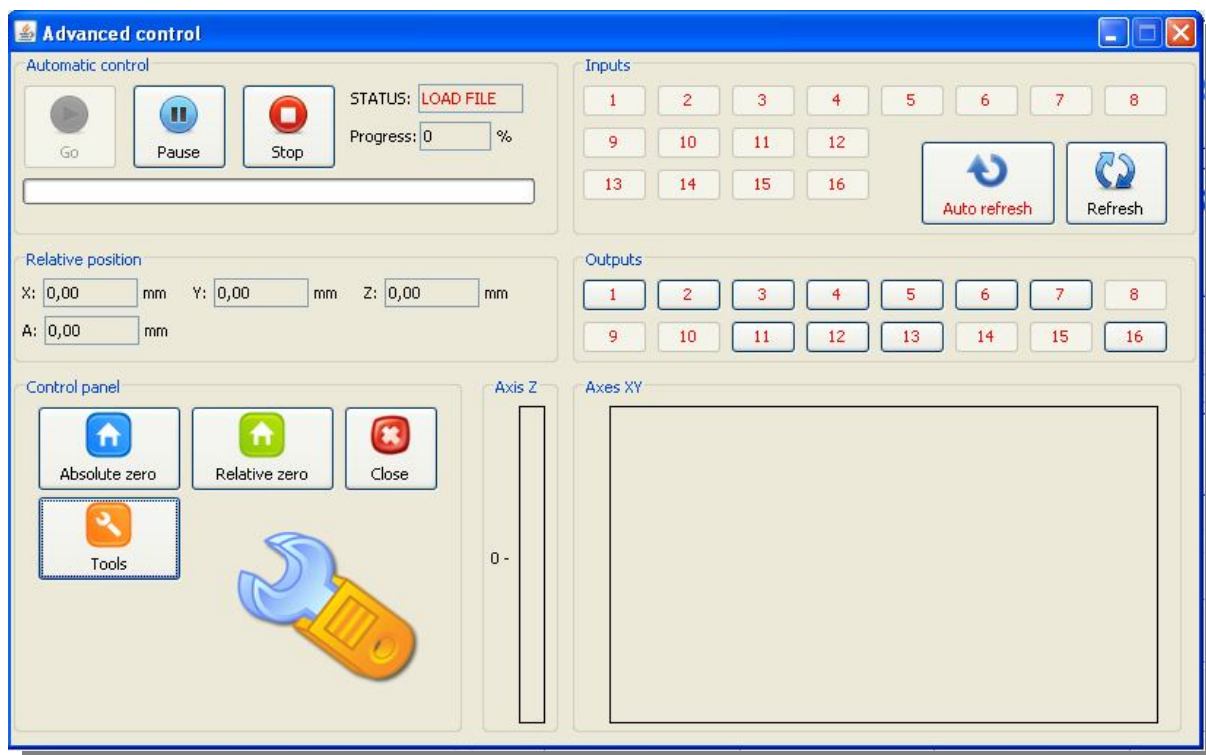 Advanced control
Automatic control
Go
Pause
Stop
STATUS: LOAD FILE
Progress: 0 %
Inputs
1 2 3 4 5 6 7 8
9 10 11 12
13 14 15 16
Auto refresh
Refresh
Relative position
X: 0,00 mm Y: 0,00 mm Z: 0,00 mm
A: 0,00 mm
Outputs
1 2 3 4 5 6 7 8
9 10 11 12 13 14 15 16
Control panel
Absolute zero
Relative zero
Close
Tools
Axis Z
0 -
Axes XY